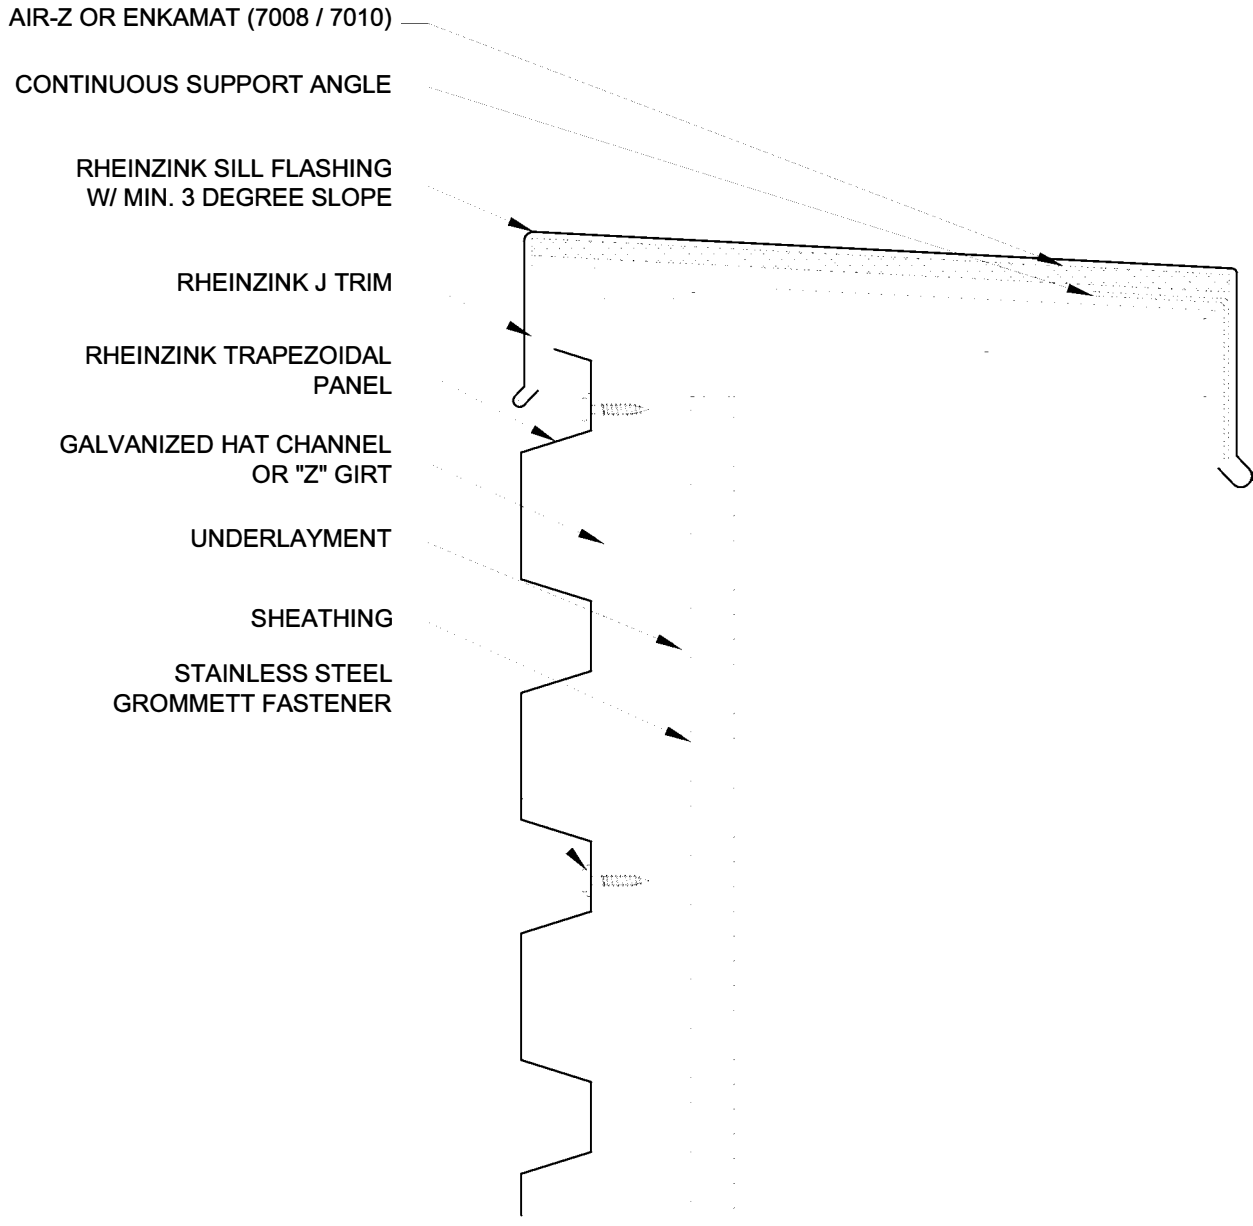 AIR-Z OR ENKAMAT (7008 / 7010)
CONTINUOUS SUPPORT ANGLE
RHEINZINK SILL FLASHING
W/ MIN. 3 DEGREE SLOPE
RHEINZINK J TRIM
RHEINZINK TRAPEZOIDAL
PANEL
GALVANIZED HAT CHANNEL
OR "Z" GIRT
UNDERLAYMENT
SHEATHING
STAINLESS STEEL
GROMMETT FASTENER